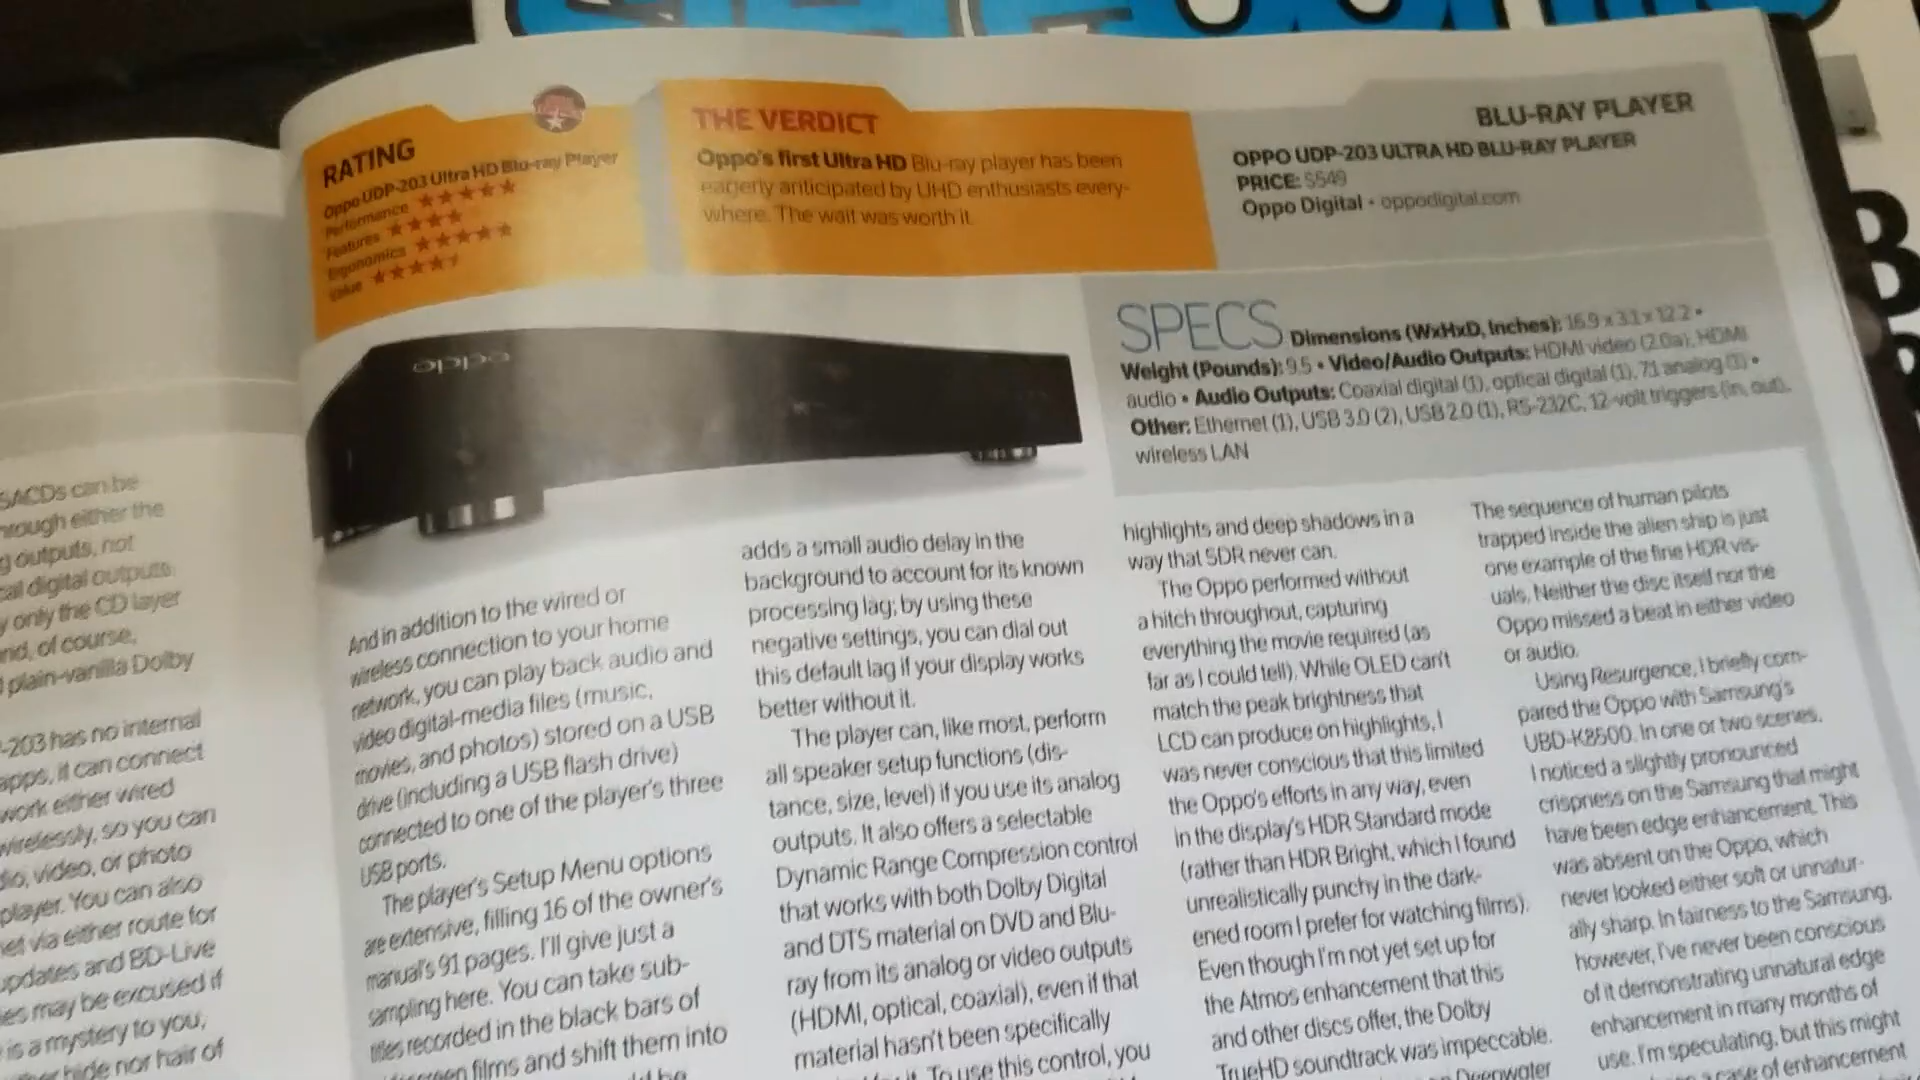 RATING
Oppo UDP-203 Ultra HD Blu-ray Player
Performance ★★★★★
Features ★★★★
Ergonomics ★★★★★
Value ★★★★
THE VERDICT
Oppo's first Ultra HD Blu-ray player has been
eagerly anticipated by UHD enthusiasts every-
where. The wait was worth it.
BLU-RAY PLAYER
OPPO UDP-203 ULTRA HD BLU-RAY PLAYER
PRICE: $549
Oppo Digital • oppodigital.com
oppo
SPECS Dimensions (WxHxD, Inches): 16.9 x 3.1 x 12.2 •
Weight (Pounds): 9.5 • Video/Audio Outputs: HDMI video (2.0a); HDMI
audio • Audio Outputs: Coaxial digital (1), optical digital (1), 7.1 analog (1) •
Other: Ethernet (1), USB 3.0 (2), USB 2.0 (1), RS-232C, 12-volt triggers (in, out),
wireless LAN
SACDs can be
through either the
outputs, not
digital outputs
only the CD layer
of course,
plain-vanilla Dolby
-203 has no internal
apps, it can connect
either wired
wirelessly, so you can
video, or photo
player. You can also
via either route for
updates and BD-Live
may be excused if
is a mystery to you,
hide nor hair of
And in addition to the wired or
wireless connection to your home
network, you can play back audio and
video digital-media files (music,
movies, and photos) stored on a USB
drive (including a USB flash drive)
connected to one of the player's three
USB ports.
The player's Setup Menu options
are extensive, filling 16 of the owner's
manual's 91 pages. I'll give just a
sampling here. You can take sub-
titles recorded in the black bars of
films and shift them into
adds a small audio delay in the
background to account for its known
processing lag; by using these
negative settings, you can dial out
this default lag if your display works
better without it.
The player can, like most, perform
all speaker setup functions (dis-
tance, size, level) if you use its analog
outputs. It also offers a selectable
Dynamic Range Compression control
that works with both Dolby Digital
and DTS material on DVD and Blu-
ray from its analog or video outputs
(HDMI, optical, coaxial), even if that
material hasn't been specifically
To use this control, you
highlights and deep shadows in a
way that SDR never can.
The Oppo performed without
a hitch throughout, capturing
everything the movie required (as
far as I could tell). While OLED can't
match the peak brightness that
LCD can produce on highlights, I
was never conscious that this limited
the Oppo's efforts in any way, even
in the display's HDR Standard mode
(rather than HDR Bright, which I found
unrealistically punchy in the dark-
ened room I prefer for watching films).
Even though I'm not yet set up for
the Atmos enhancement that this
and other discs offer, the Dolby
TrueHD soundtrack was impeccable.
Deepwater
The sequence of human pilots
trapped inside the alien ship is just
one example of the fine HDR vis-
uals. Neither the disc itself nor the
Oppo missed a beat in either video
or audio.
Using Resurgence, I briefly com-
pared the Oppo with Samsung's
UBD-K8500. In one or two scenes,
I noticed a slightly pronounced
crispness on the Samsung that might
have been edge enhancement. This
was absent on the Oppo, which
never looked either soft or unnatur-
ally sharp. In fairness to the Samsung,
however, I've never been conscious
of it demonstrating unnatural edge
enhancement in many months of
use. I'm speculating, but this might
a case of enhancement